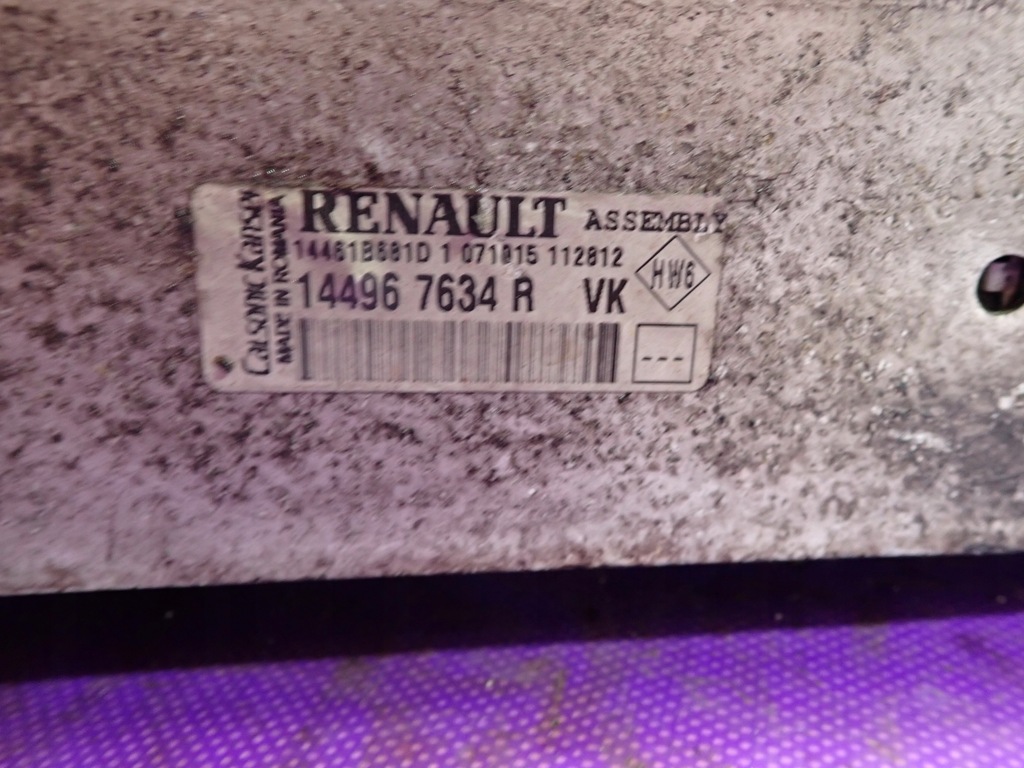 RENAULT ASSEMBLY
14461B681D 1 071015 112812
14496 7634 R VK
HW6
---
Calsonic Kansei
MADE IN ROMANIA